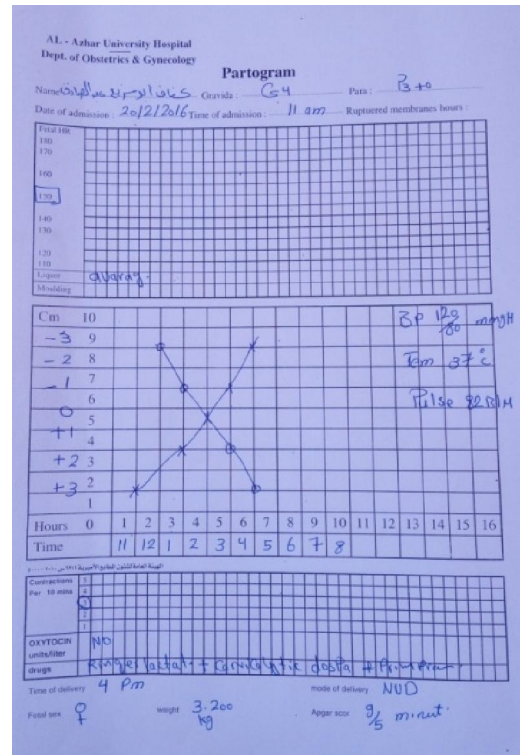 AL - Azhar University Hospital
Dept. of Obstetrics & Gynecology
Partogram
Name Gravida : G4 Para : P3+0
Date of admission : 20/2/2016 Time of admission : 11 am Ruptuered membranes hours :
Fetal HR
180
170
160
150
140
130
120
110
Liquor
Moulding
Cm 10
-3 9
-2 8
-1 7
6
0 5
+1 4
+2 3
+3 2
1
BP 120/80 mmgH
Tem 37°c
Pulse 82 B/M
Hours 0 1 2 3 4 5 6 7 8 9 10 11 12 13 14 15 16
Time 11 12 1 2 3 4 5 6 7 8
Contractions
Per 10 mins
5
4
3
2
1
OXYTOCIN
units/liter NO
drugs Ringer lactat +
Time of delivery 4 Pm mode of delivery NVD
Fetal sex ♀ weight 3.200 kg Apgar scor 9/5 minut.